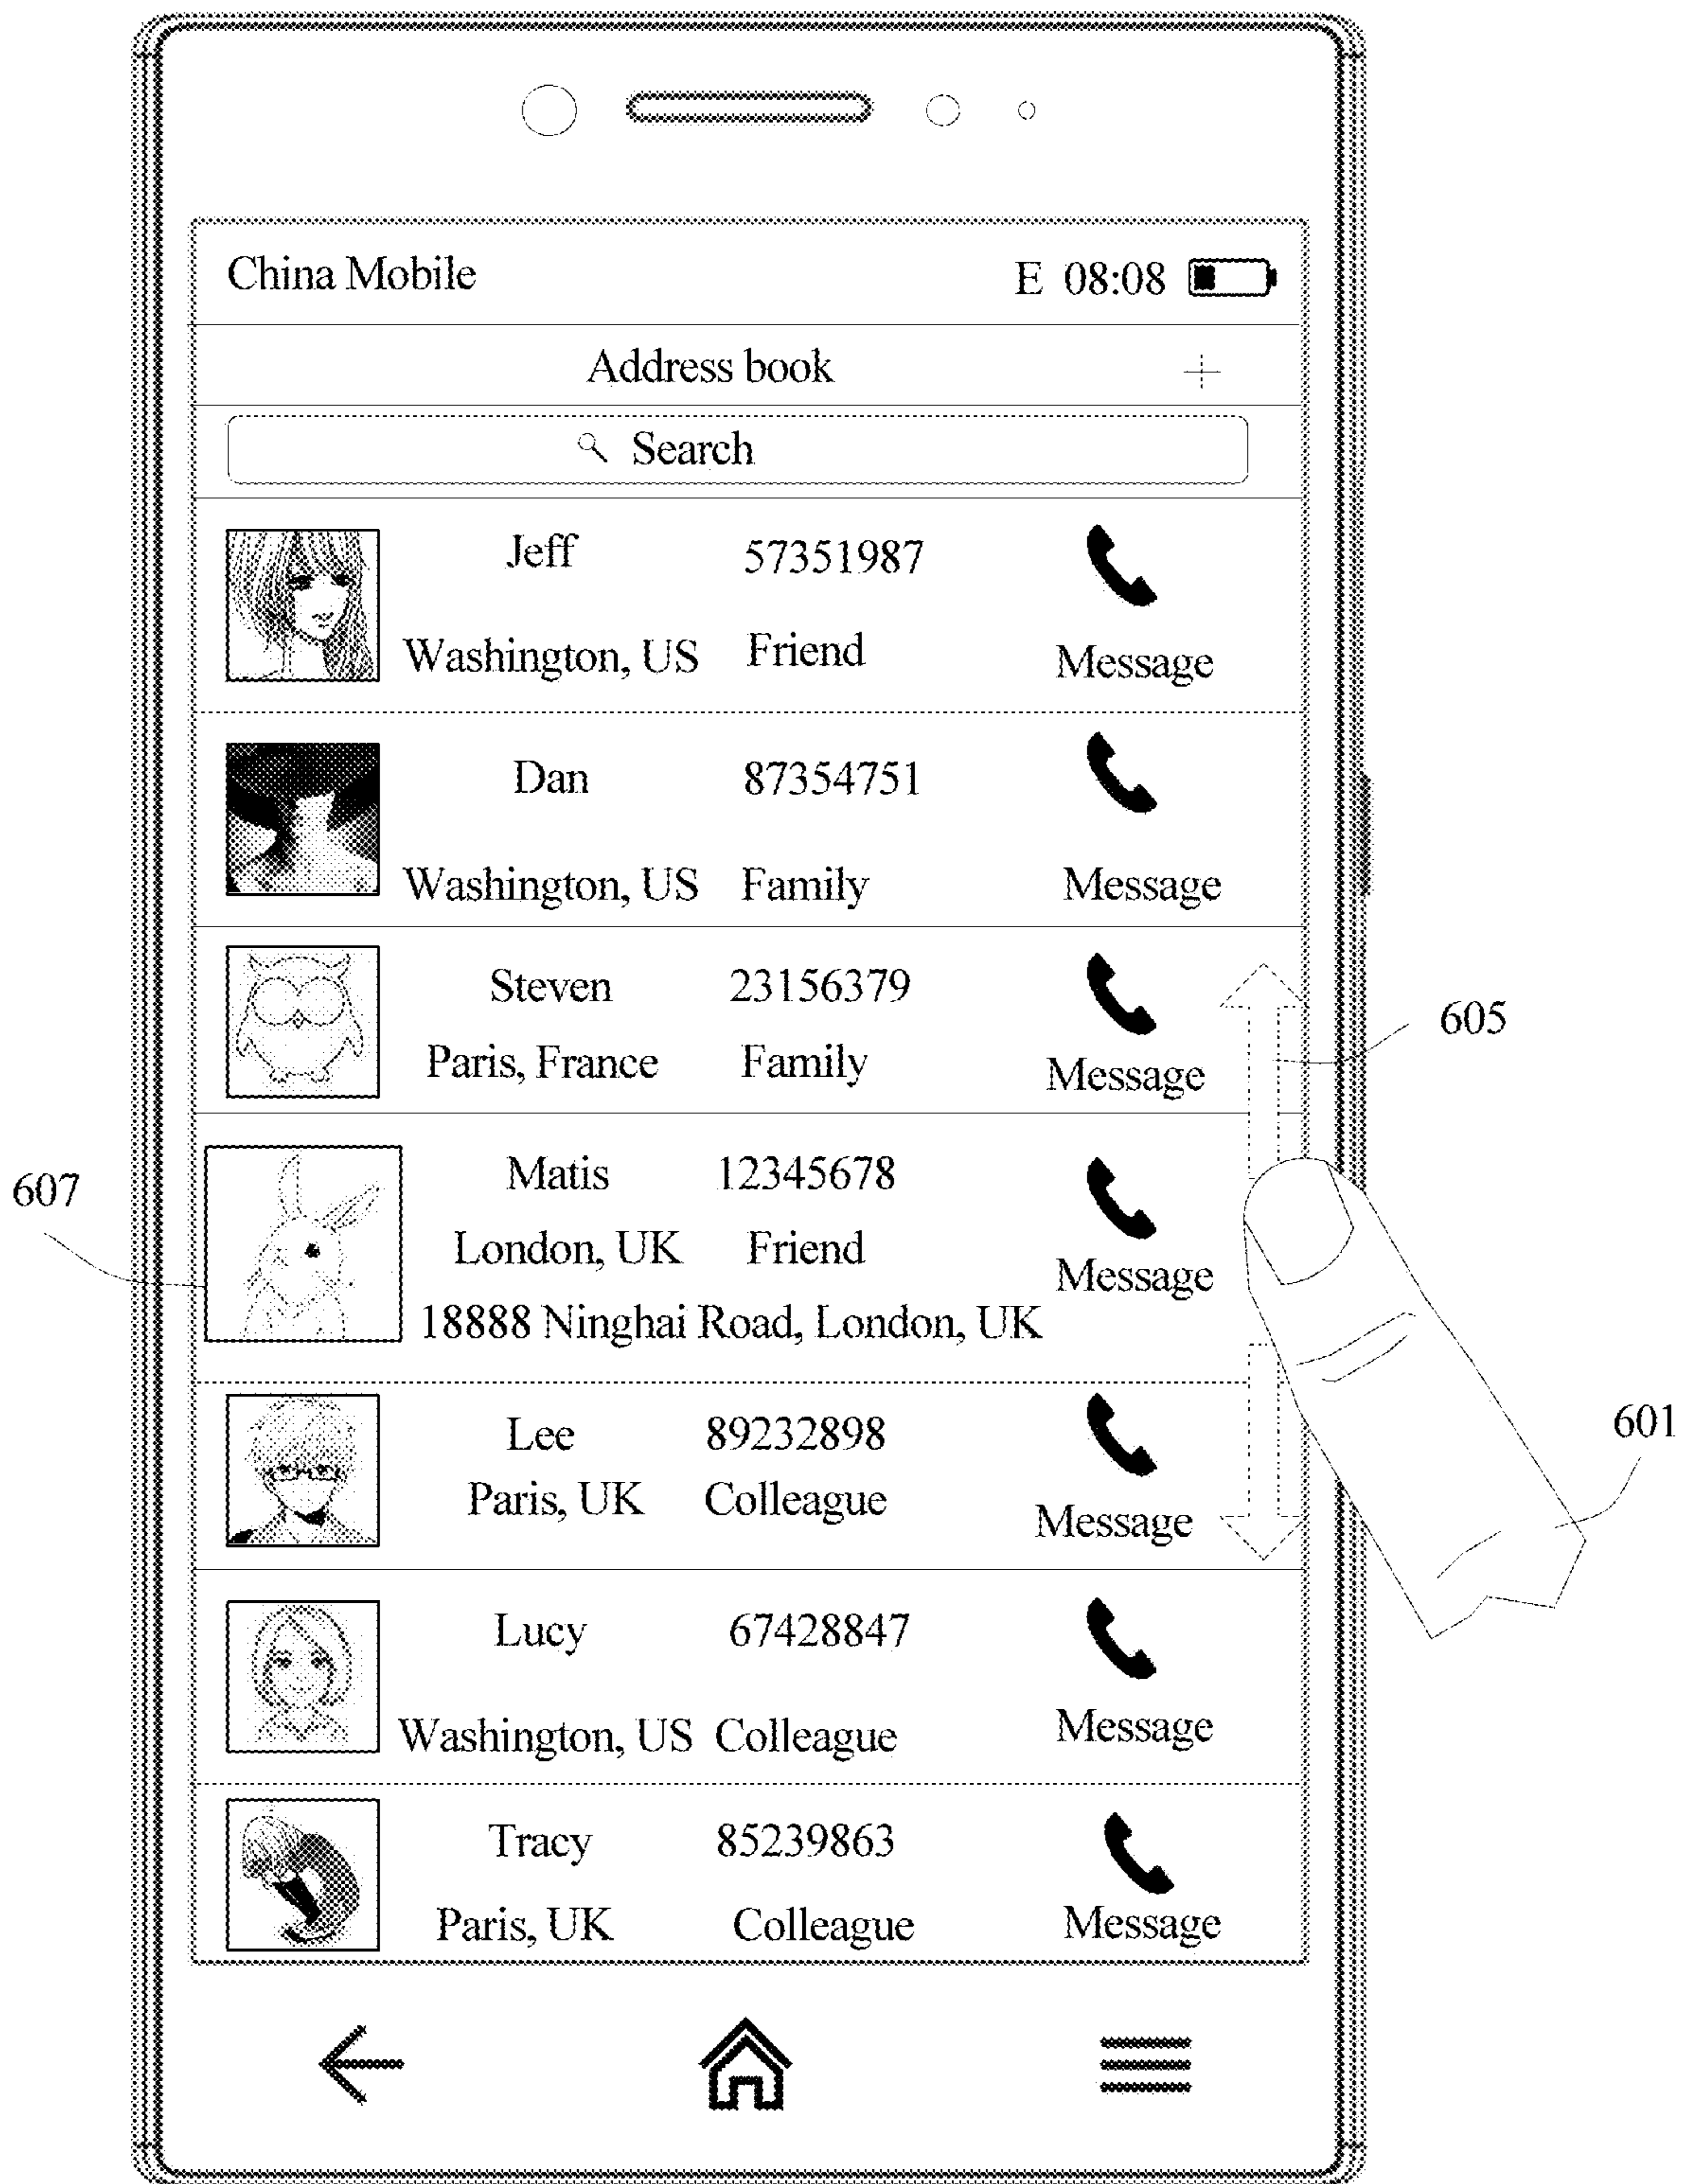 China Mobile E 08:08
Address book
Search
Jeff 57351987
Washington, US Friend Message
Dan 87354751
Washington, US Family Message
Steven 23156379
605
Paris, France Family Message
Matis 12345678
607
London, UK Friend Message
18888 Ninghai Road, London, UK
Lee 89232898
601
Paris, UK Colleague Message
Lucy 67428847
Washington, US Colleague Message
Tracy 85239863
Paris, UK Colleague Message